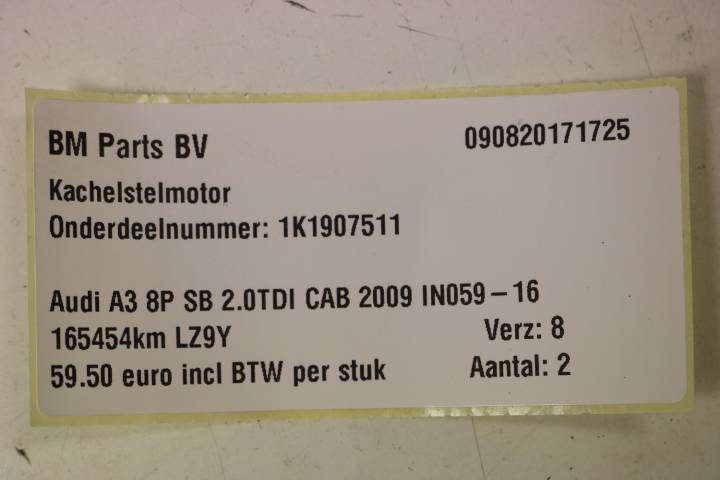 BM Parts BV 090820171725
Kachelstelmotor
Onderdeelnummer: 1K1907511
Audi A3 8P SB 2.0TDI CAB 2009 IN059-16
165454km LZ9Y Verz: 8
59.50 euro incl BTW per stuk Aantal: 2